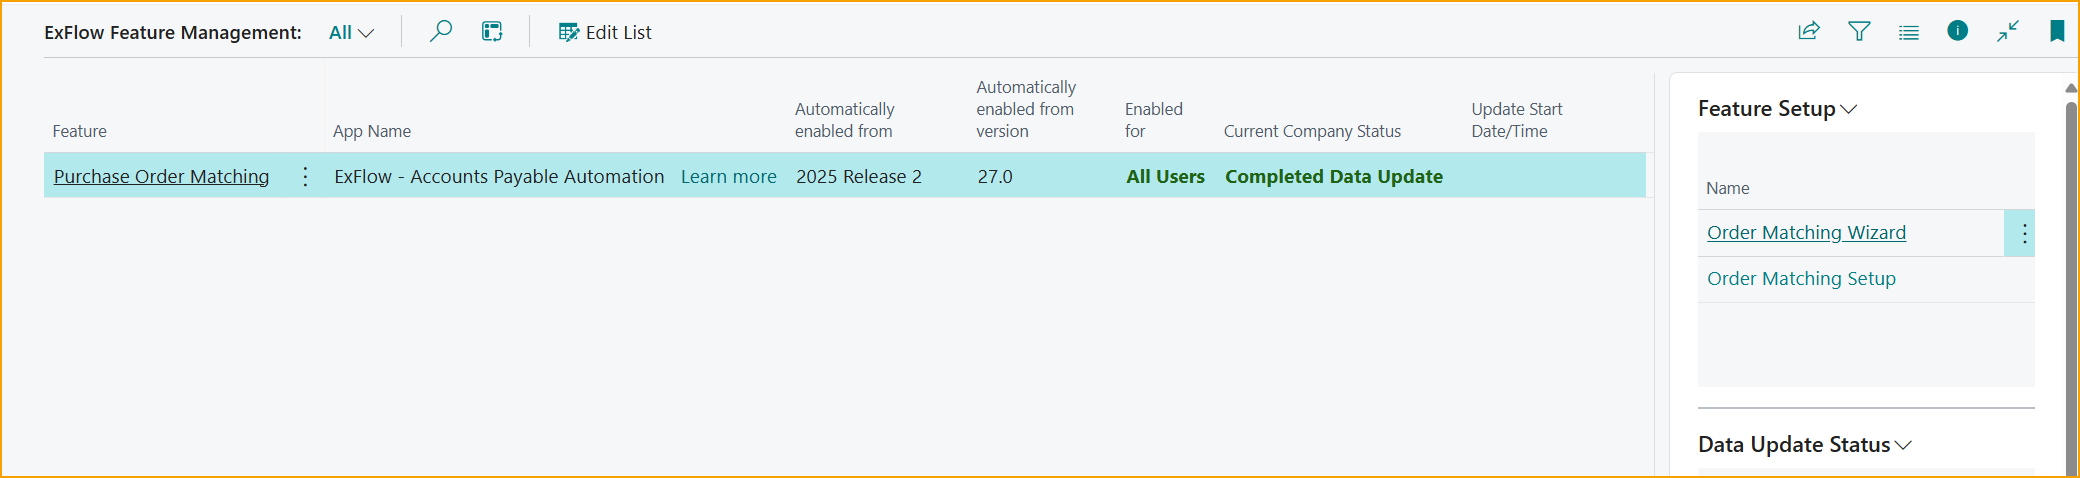 ExFlow Feature Management: All Edit List
Automatically
Automatically enabled from Enabled Update Start
Feature App Name enabled from version for Current Company Status Date/Time
Purchase Order Matching ExFlow - Accounts Payable Automation Learn more 2025 Release 2 27.0 All Users Completed Data Update
Feature Setup
Name
Order Matching Wizard
Order Matching Setup
Data Update Status